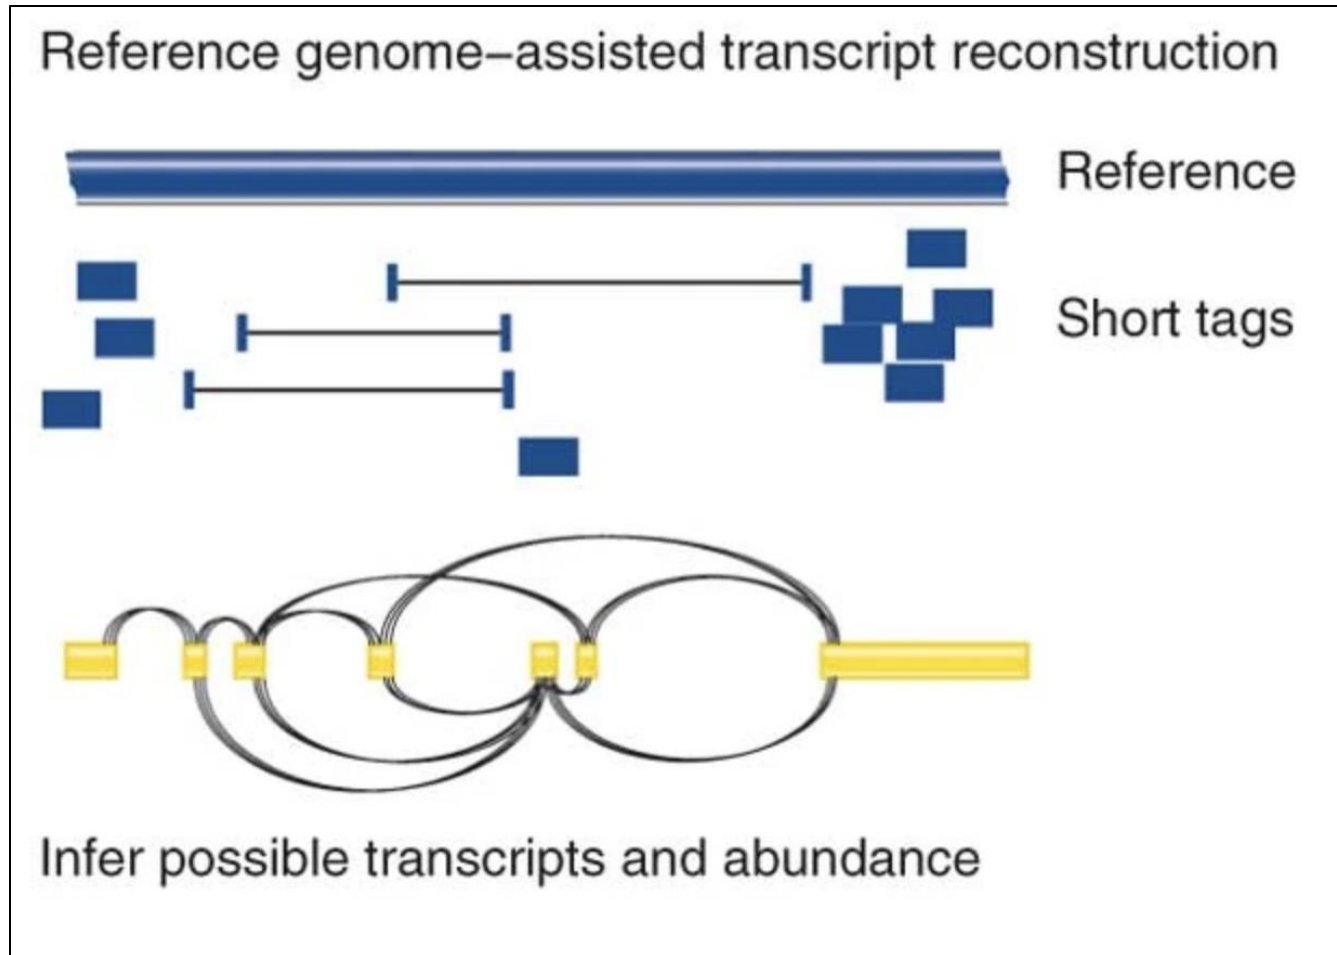 Reference genome–assisted transcript reconstruction
Reference
Short tags
Infer possible transcripts and abundance